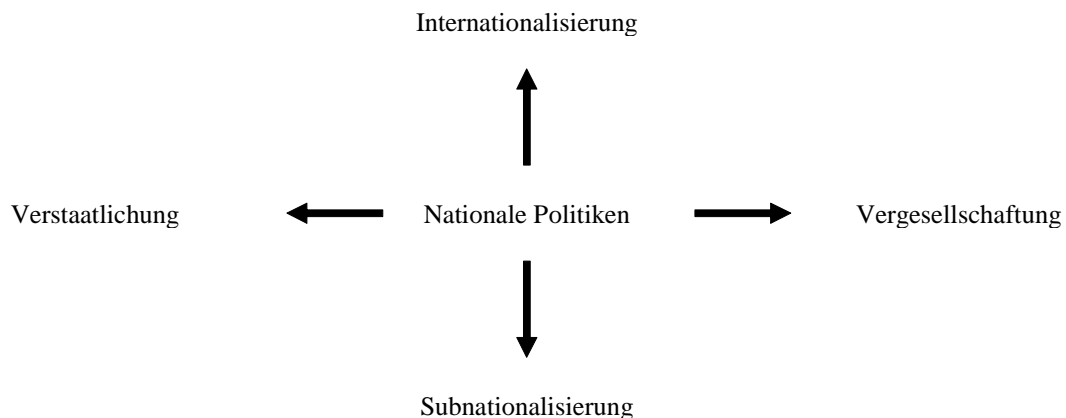 Internationalisierung
Verstaatlichung
Nationale Politiken
Vergesellschaftung
Subnationalisierung